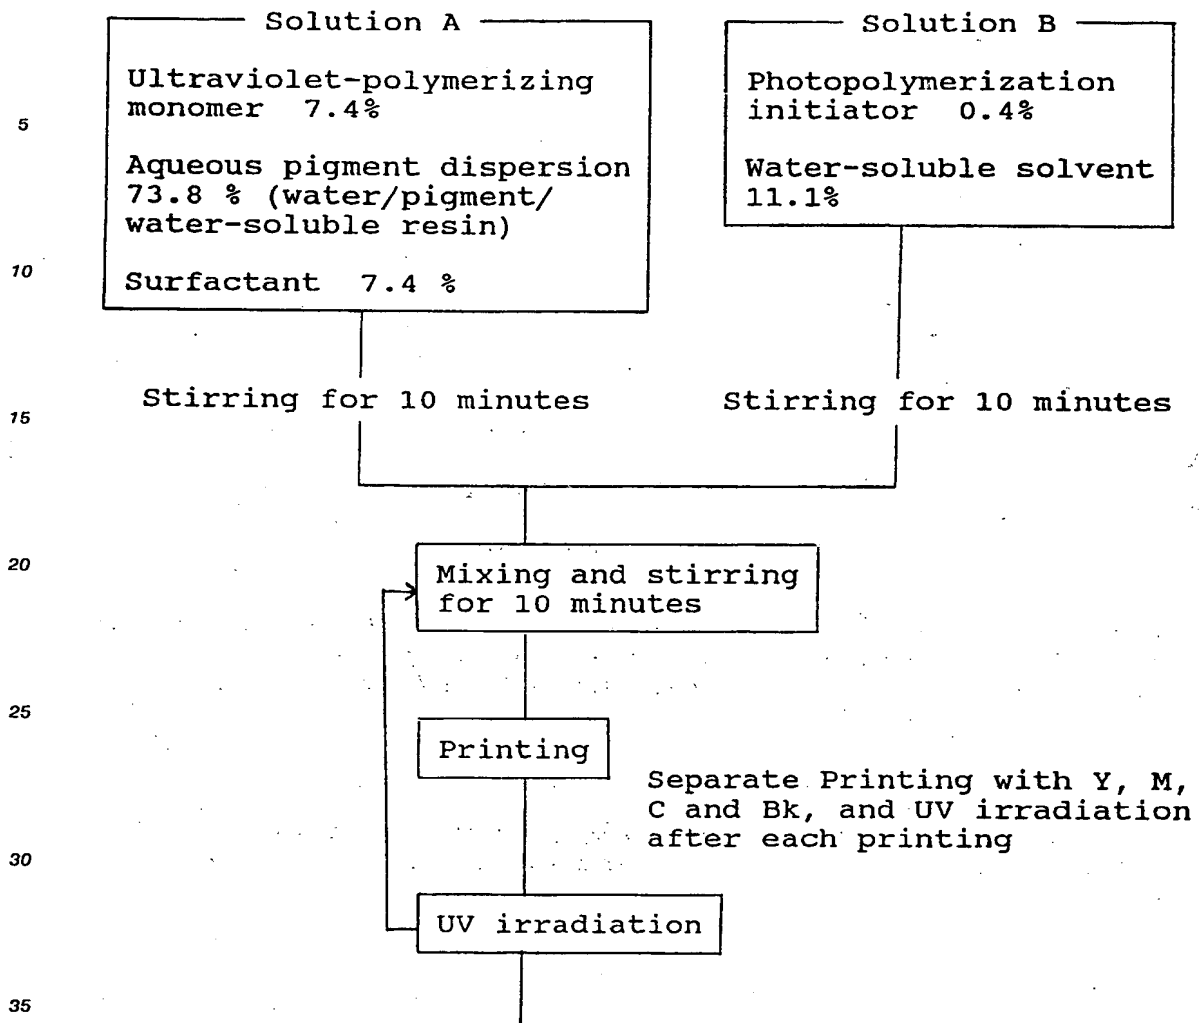 Solution A
Ultraviolet-polymerizing
monomer 7.4%
Aqueous pigment dispersion
73.8 % (water/pigment/
water-soluble resin)
Surfactant 7.4 %
Solution B
Photopolymerization
initiator 0.4%
Water-soluble solvent
11.1%
5
10
Stirring for 10 minutes
Stirring for 10 minutes
15
20
Mixing and stirring
for 10 minutes
25
Printing
Separate Printing with Y, M,
C and Bk, and UV irradiation
after each printing
30
UV irradiation
35